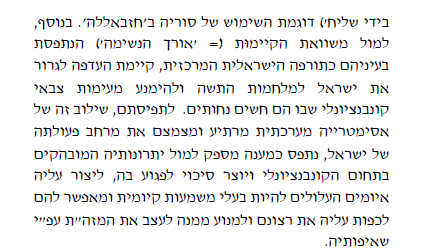 בידי שליח׳) דוגמת השימוש של סוריה ב׳חזבאללה׳. בנוסף,
למול משוואת הקיימות (= ׳אורך הנשימה׳) הנתפסת
בעיניהם כתורפה הישראלית המרכזית, קיימת העדפה לגרור
את ישראל למלחמות התשה ולהימנע מעימות צבאי
קונבנציונלי שבו הם חשים נחותים. לתפיסתם, שילוב זה של
אסימטרייה מערכתית מרתיע ומצמצם את מרחב פעולתה
של ישראל, נתפס כמענה מספק למול יתרונותיה המובהקים
בתחום הקונבנציונלי ויוצר סיכוי לפגוע בה, ליצור עליה
איומים העלולים להיות בעלי משמעות קיומית ומאפשר להם
לכפות עליה את רצונם ולמנוע ממנה לעצב את המזה״ת עפ״י
שאיפותיה.